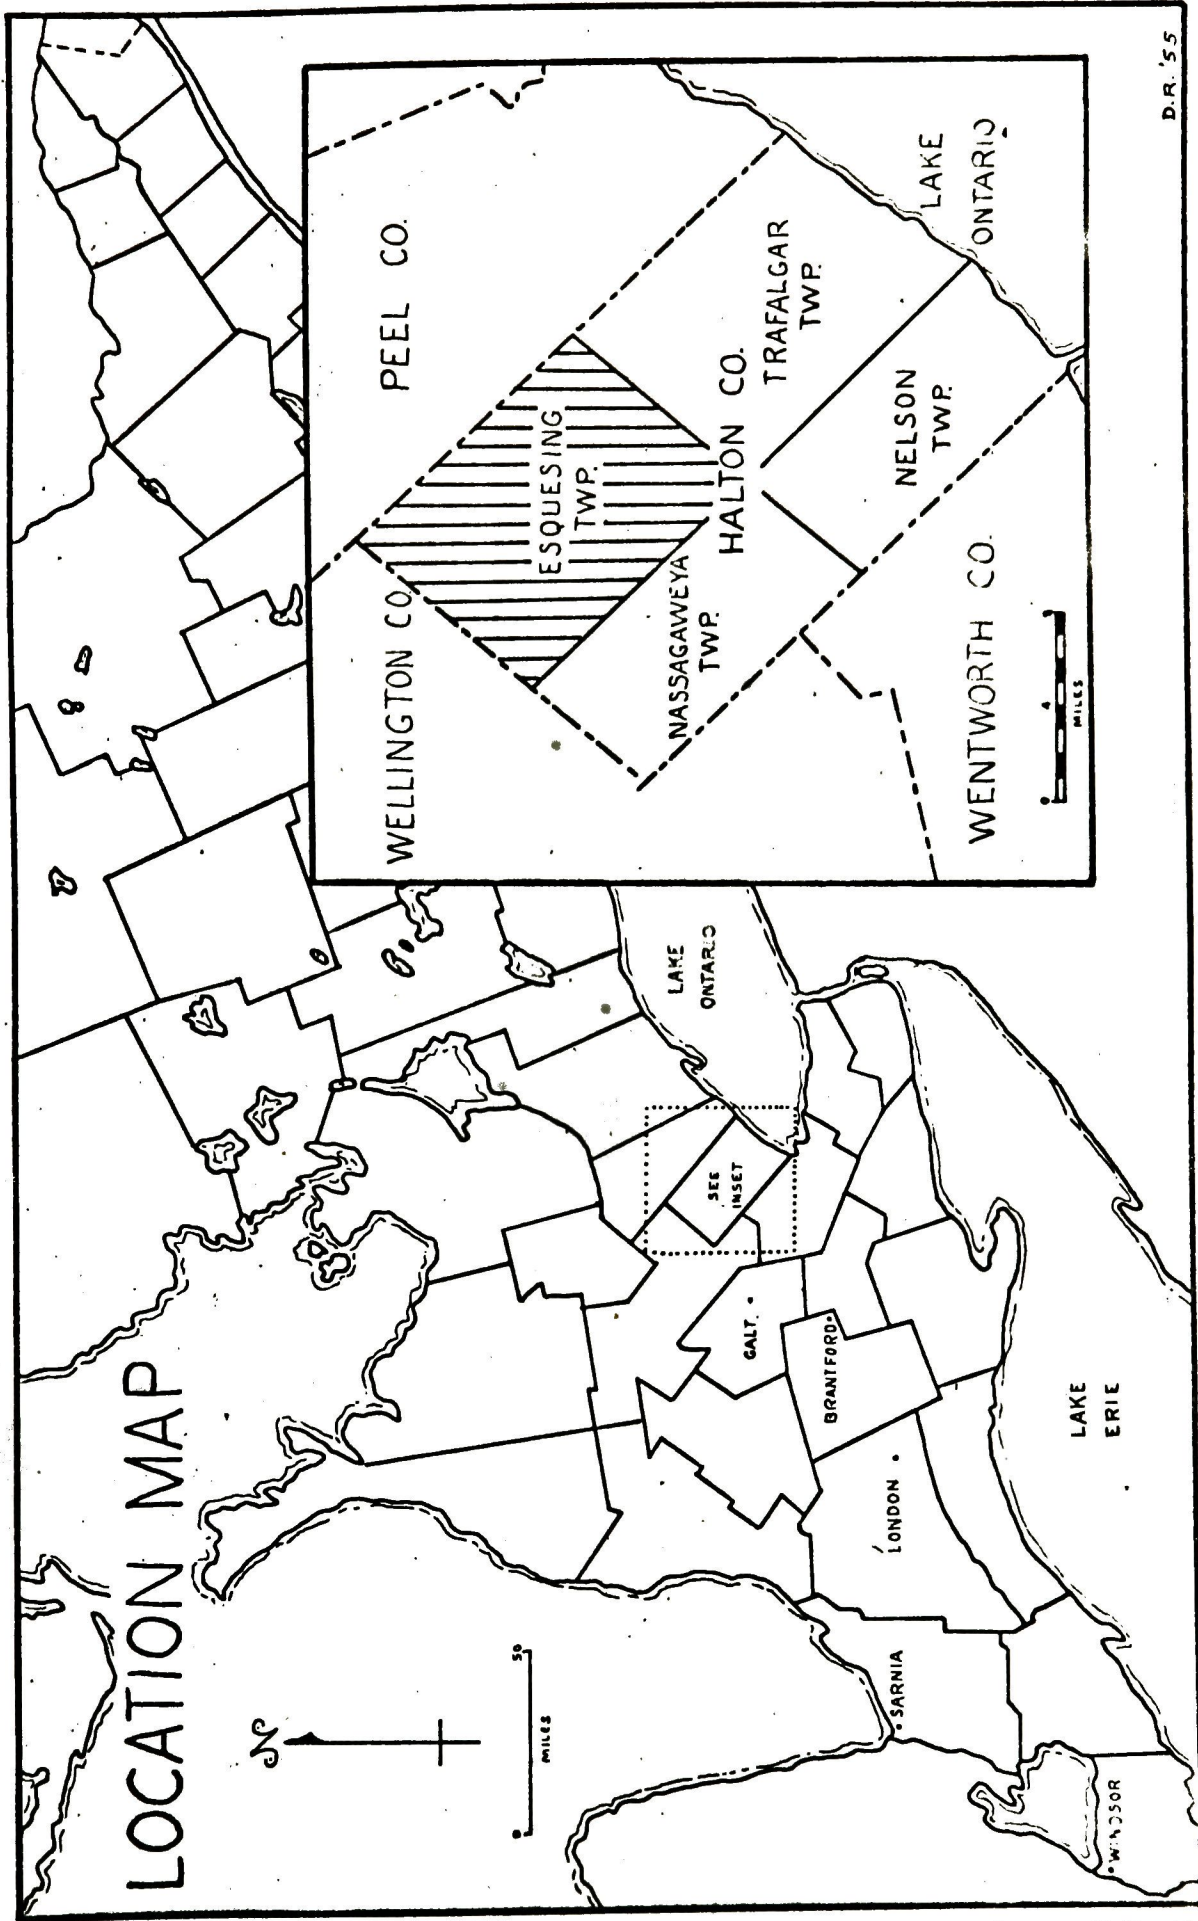 LOCATION MAP
N
0 50
MILES
PEEL CO.
WELLINGTON CO.
ESQUESING
TWP.
HALTON CO.
TRAFALGAR
TWP.
NASSAGAWEYA
TWP.
NELSON
TWP.
LAKE
ONTARIO
WENTWORTH CO.
0 4
MILES
LAKE
ONTARIO
SEE
INSET
GALT
BRANTFORD
LONDON
SARNIA
WINDSOR
LAKE
ERIE
D.R. '55